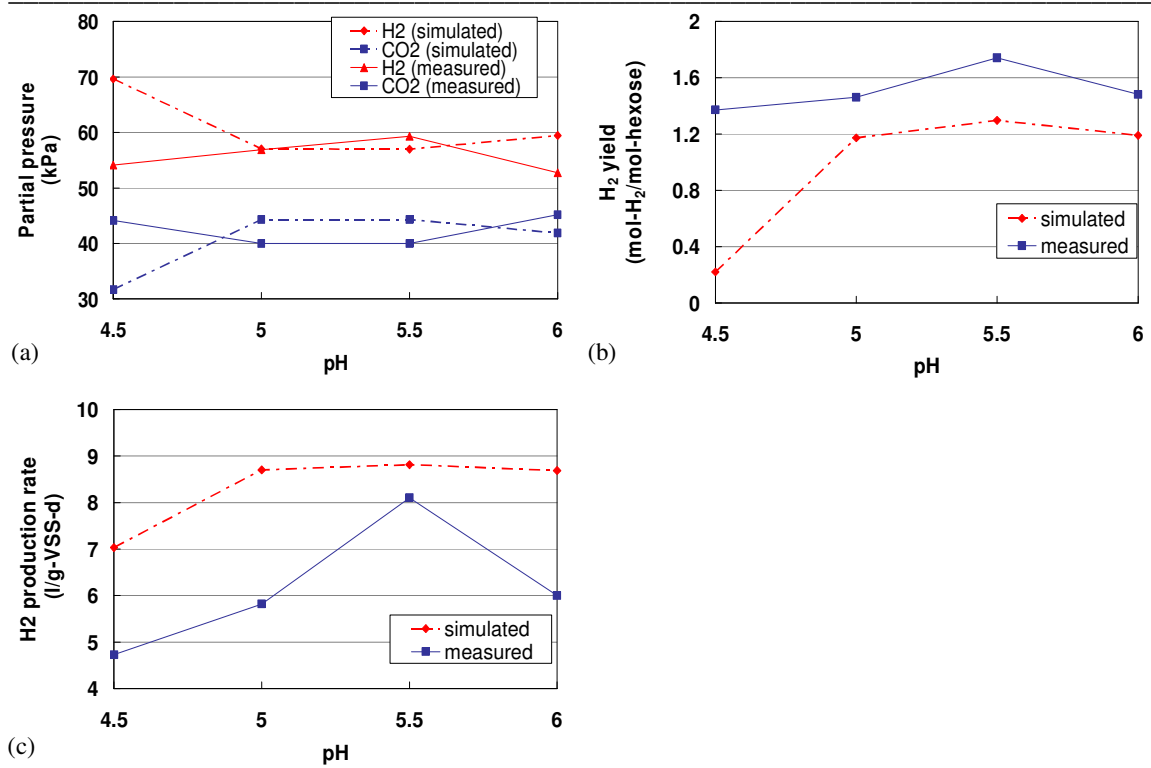 80
70
60
50
40
30
Partial pressure
(kPa)
H2 (simulated)
CO2 (simulated)
H2 (measured)
CO2 (measured)
4.5 5 5.5 6
pH
(a)
2
1.6
1.2
0.8
0.4
0
H2 yield
(mol-H2/mol-hexose)
simulated
measured
4.5 5 5.5 6
pH
(b)
10
9
8
7
6
5
4
H2 production rate
(l/g-VSS-d)
simulated
measured
4.5 5 5.5 6
pH
(c)